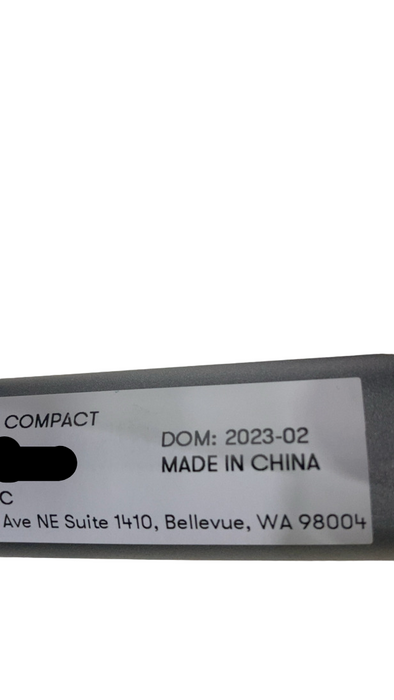 COMPACT
DOM: 2023-02
MADE IN CHINA
C
Ave NE Suite 1410, Bellevue, WA 98004